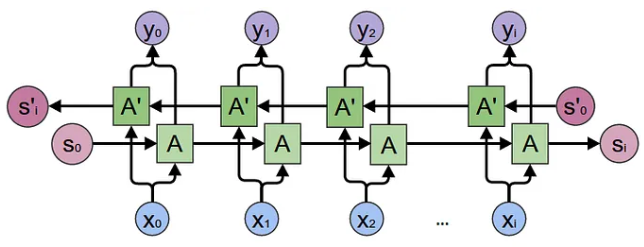 y₀ y₁ y₂ yᵢ
s'ᵢ A' A' A' A' s'₀
s₀ A A A A sᵢ
x₀ x₁ x₂ ... xᵢ